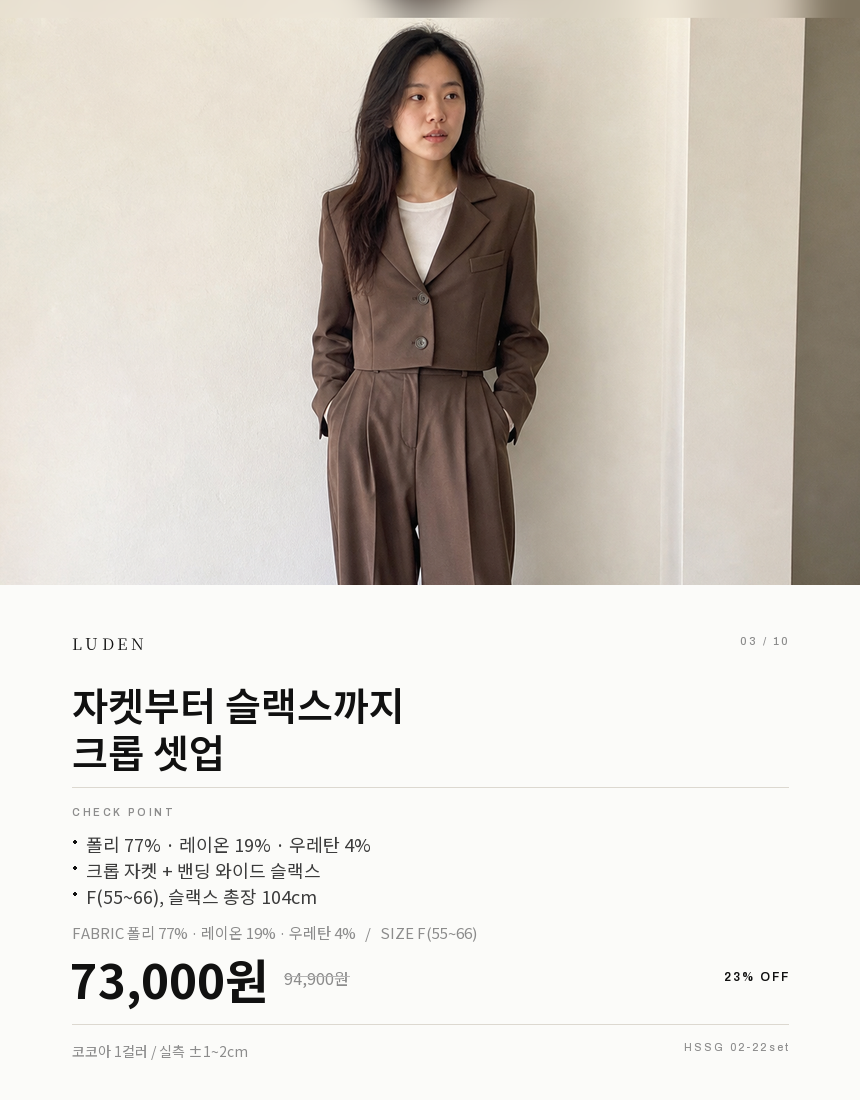 LUDEN
03 / 10
자켓부터 슬랙스까지
크롭 셋업
CHECK POINT
• 폴리 77% · 레이온 19% · 우레탄 4%
• 크롭 자켓 + 밴딩 와이드 슬랙스
• F(55~66), 슬랙스 총장 104cm
FABRIC 폴리 77% · 레이온 19% · 우레탄 4% / SIZE F(55~66)
73,000원 94,900원
23% OFF
코코아 1컬러 / 실측 ±1~2cm
HSSG 02-22set